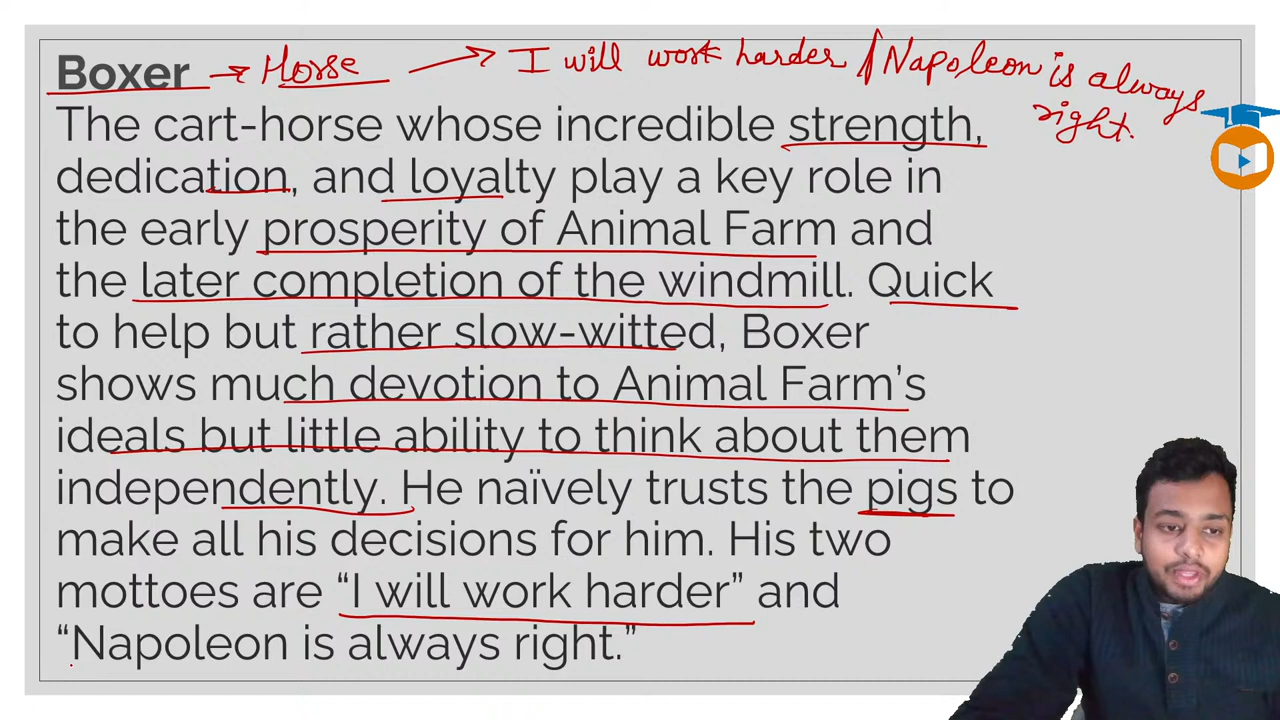 Boxer → Horse → I will work harder / Napoleon is always
right.
The cart-horse whose incredible strength,
dedication, and loyalty play a key role in
the early prosperity of Animal Farm and
the later completion of the windmill. Quick
to help but rather slow-witted, Boxer
shows much devotion to Animal Farm’s
ideals but little ability to think about them
independently. He naïvely trusts the pigs to
make all his decisions for him. His two
mottoes are “I will work harder” and
“Napoleon is always right.”